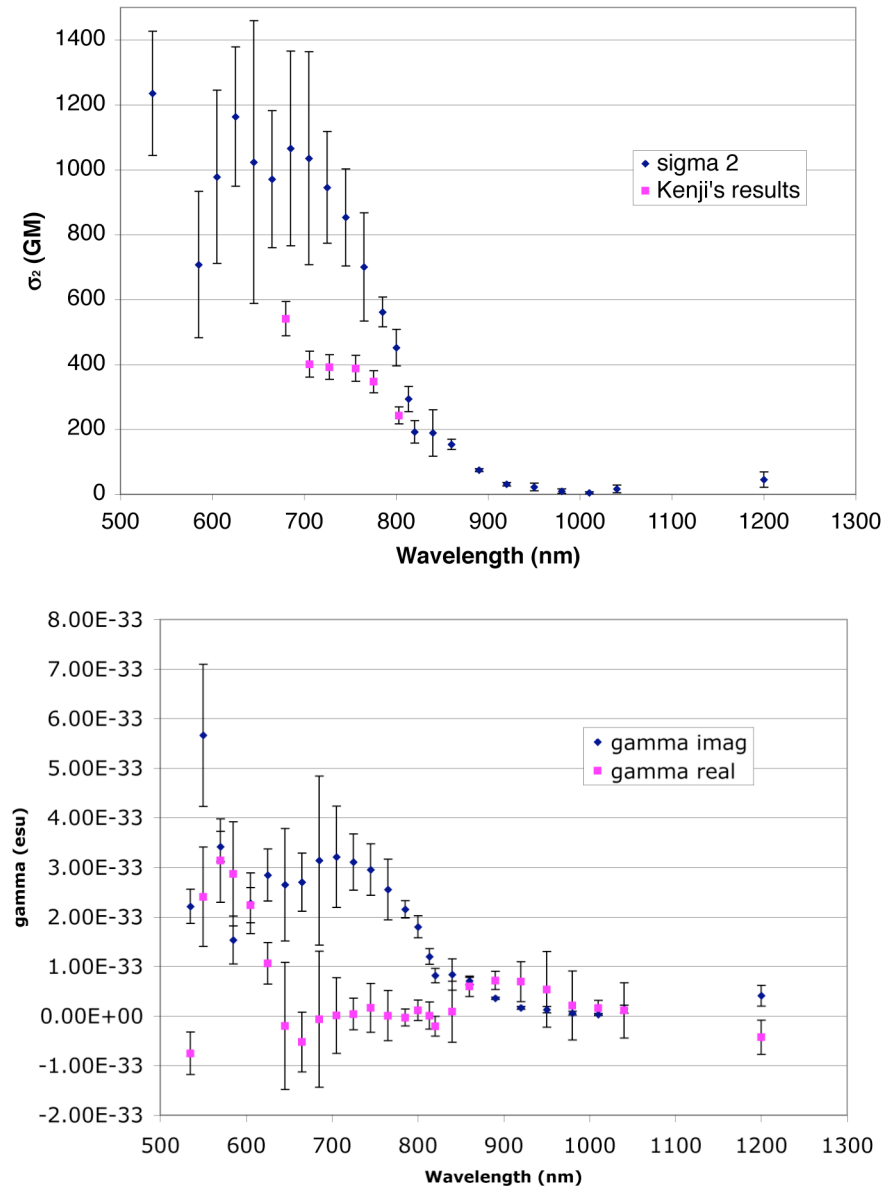 1400
1200
1000
800
600
400
200
0
σ2 (GM)
sigma 2
Kenji's results
500 600 700 800 900 1000 1100 1200 1300
Wavelength (nm)
8.00E-33
7.00E-33
6.00E-33
5.00E-33
4.00E-33
3.00E-33
2.00E-33
1.00E-33
0.00E+00
-1.00E-33
-2.00E-33
gamma (esu)
gamma imag
gamma real
500 600 700 800 900 1000 1100 1200 1300
Wavelength (nm)